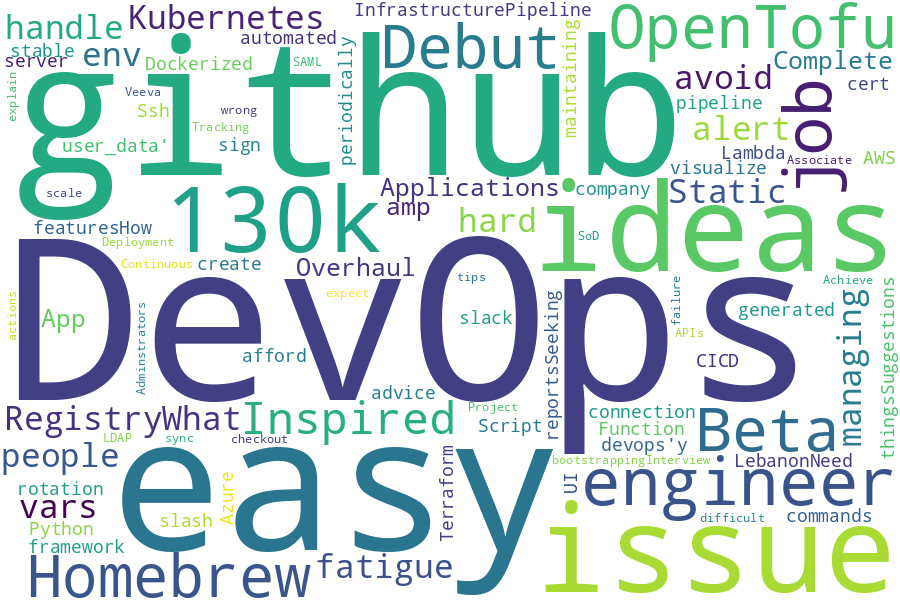 InfrastructurePipeline
handle
Kubernetes
Debut
OpenTofu
stable
env
automated
server
Dockerized
SAML
periodically
maintaining
Complete
explain
github
Veeva
wrong
Ssh
Tracking
avoid
job
cert
pipeline
alert
user_data'
sign
Lambda
visualize
Associate
AWS
scale
130k
Applications
amp
company
Static
hard
ideas
featuresHow
Deployment
SoD
Continuous
create
Overhaul
DevOps
tips
expect
actions
App
Adminstrators
slack
reportsSeeking
failure
generated
Achieve
managing
thingsSuggestions
APIs
afford
CICD
advice
RegistryWhat
Inspired
Project
Script
connection
Function
devops'y
Beta
people
LDAP
sync
checkout
easy
Terraform
bootstrappingInterview
LebanonNeed
rotation
vars
Azure
UI
engineer
Python
slash
framework
issue
difficult
commands
Homebrew
fatigue